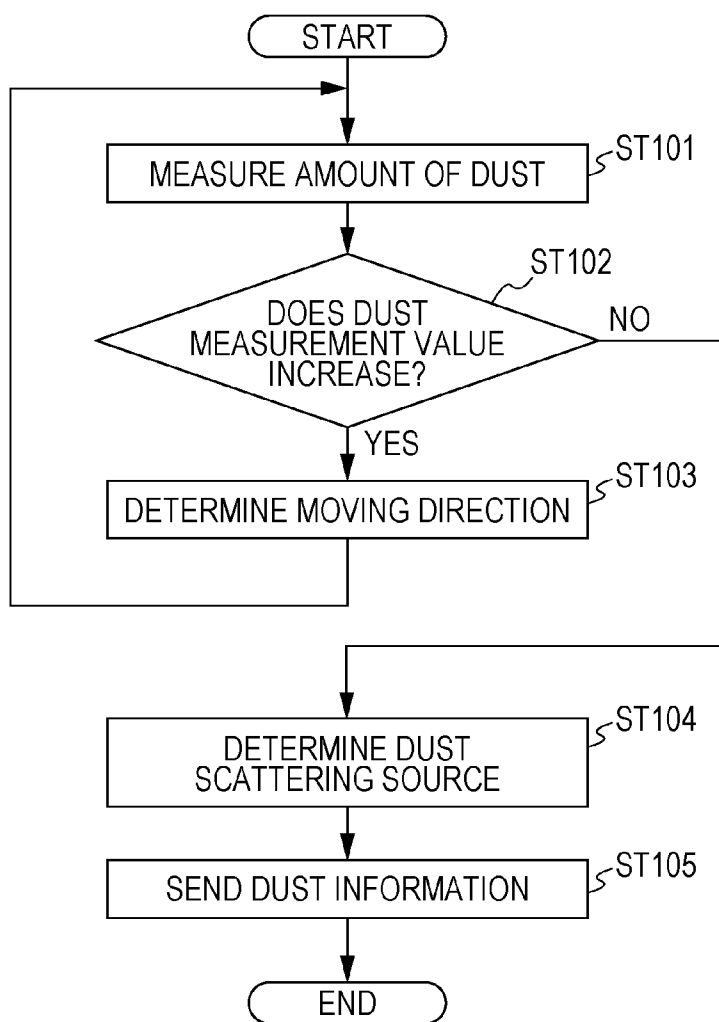 START
MEASURE AMOUNT OF DUST
ST101
DOES DUST
MEASUREMENT VALUE
INCREASE?
ST102
NO
YES
DETERMINE MOVING DIRECTION
ST103
DETERMINE DUST
SCATTERING SOURCE
ST104
SEND DUST INFORMATION
ST105
END